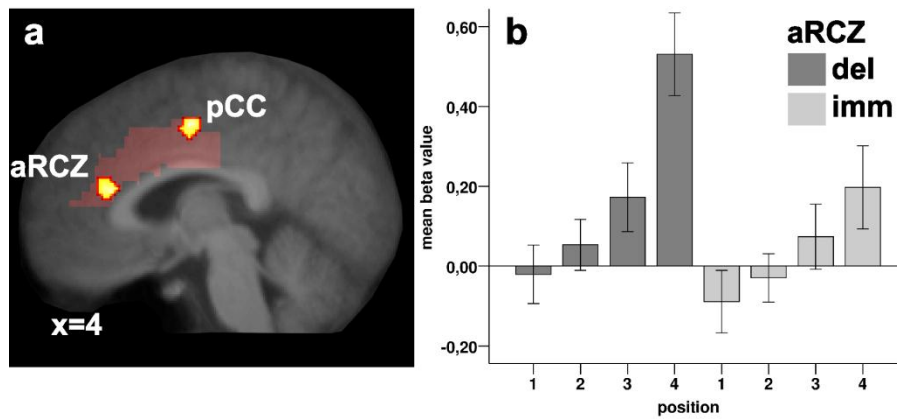 a
pCC
aRCZ
x=4
b
aRCZ
del
imm
mean beta value
0,60
0,40
0,20
0,00
-0,20
1 2 3 4 1 2 3 4
position